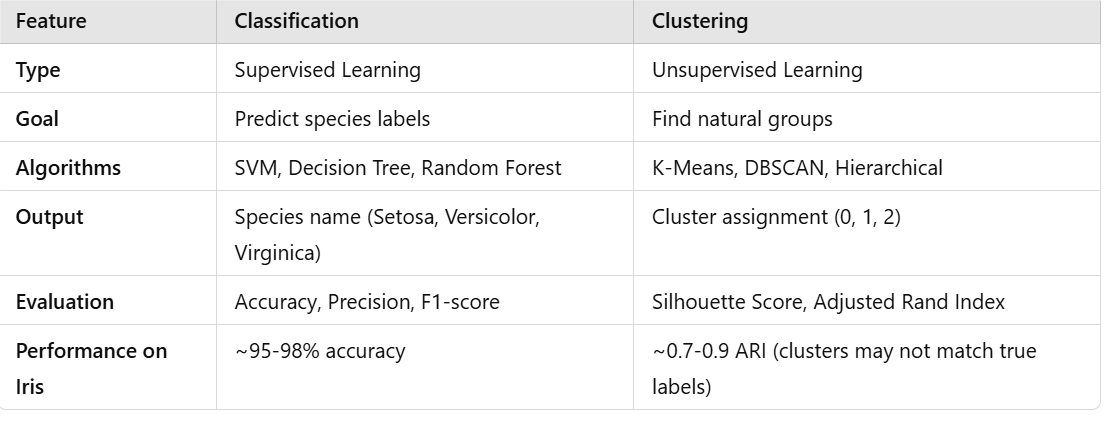 Feature Classification Clustering
Type Supervised Learning Unsupervised Learning
Goal Predict species labels Find natural groups
Algorithms SVM, Decision Tree, Random Forest K-Means, DBSCAN, Hierarchical
Output Species name (Setosa, Versicolor, Cluster assignment (0, 1, 2)
Virginica)
Evaluation Accuracy, Precision, F1-score Silhouette Score, Adjusted Rand Index
Performance on ~95-98% accuracy ~0.7-0.9 ARI (clusters may not match true
Iris labels)